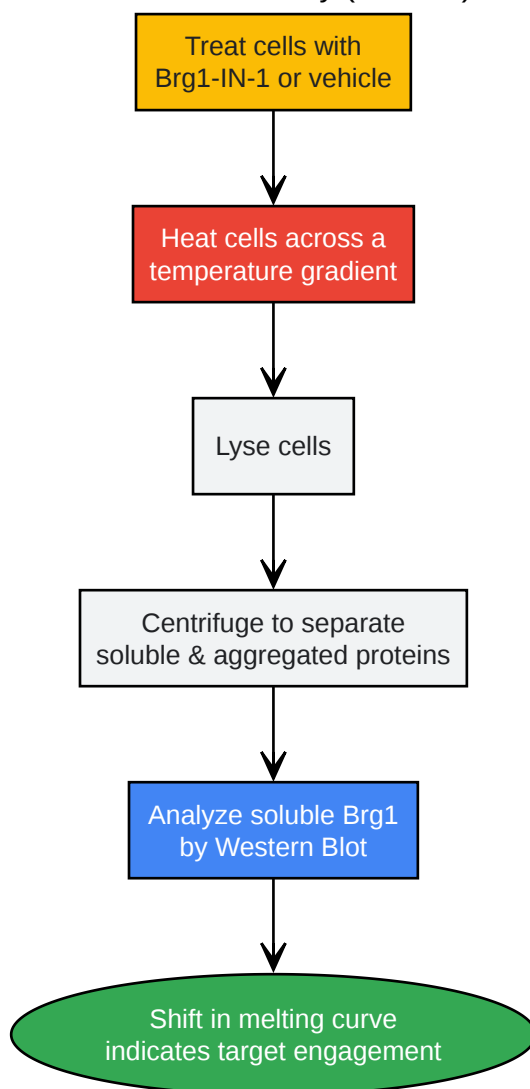 Treat cells with
Brg1-IN-1 or vehicle
Heat cells across a
temperature gradient
Lyse cells
Centrifuge to separate
soluble & aggregated proteins
Analyze soluble Brg1
by Western Blot
Shift in melting curve
indicates target engagement